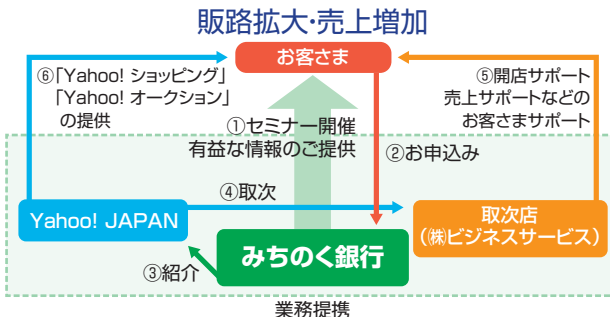 販路拡大・売上増加
お客さま
⑥「Yahoo! ショッピング」
「Yahoo! オークション」
の提供
⑤開店サポート
売上サポートなどの
お客さまサポート
①セミナー開催
有益な情報のご提供
②お申込み
④取次
Yahoo! JAPAN
取次店
（㈱ビジネスサービス）
みちのく銀行
③紹介
業務提携